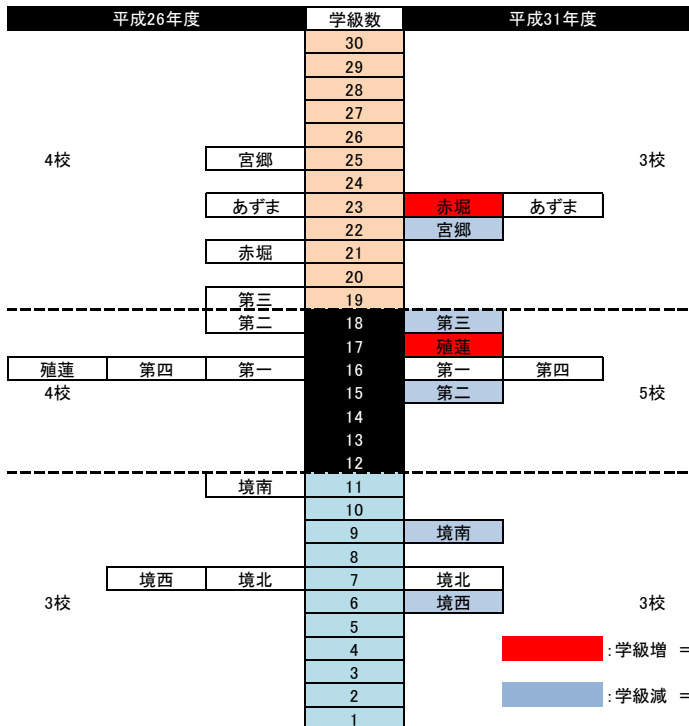 平成26年度 学級数 平成31年度
30
29
28
27
26
4校 宮郷 25 3校
24
あずま 23 赤堀 あずま
22 宮郷
赤堀 21
20
第三 19
第二 18 第三
17 殖蓮
殖蓮 第四 第一 16 第一 第四
4校 15 第二 5校
14
13
12
境南 11
10
9 境南
8
境西 境北 7 境北
3校 6 境西 3校
5
4 :学級増 =
3
2 :学級減 =
1